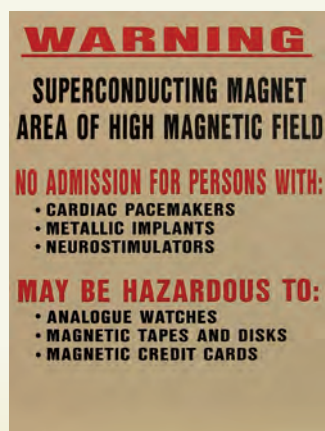 WARNING
SUPERCONDUCTING MAGNET
AREA OF HIGH MAGNETIC FIELD
NO ADMISSION FOR PERSONS WITH:
• CARDIAC PACEMAKERS
• METALLIC IMPLANTS
• NEUROSTIMULATORS
MAY BE HAZARDOUS TO:
• ANALOGUE WATCHES
• MAGNETIC TAPES AND DISKS
• MAGNETIC CREDIT CARDS